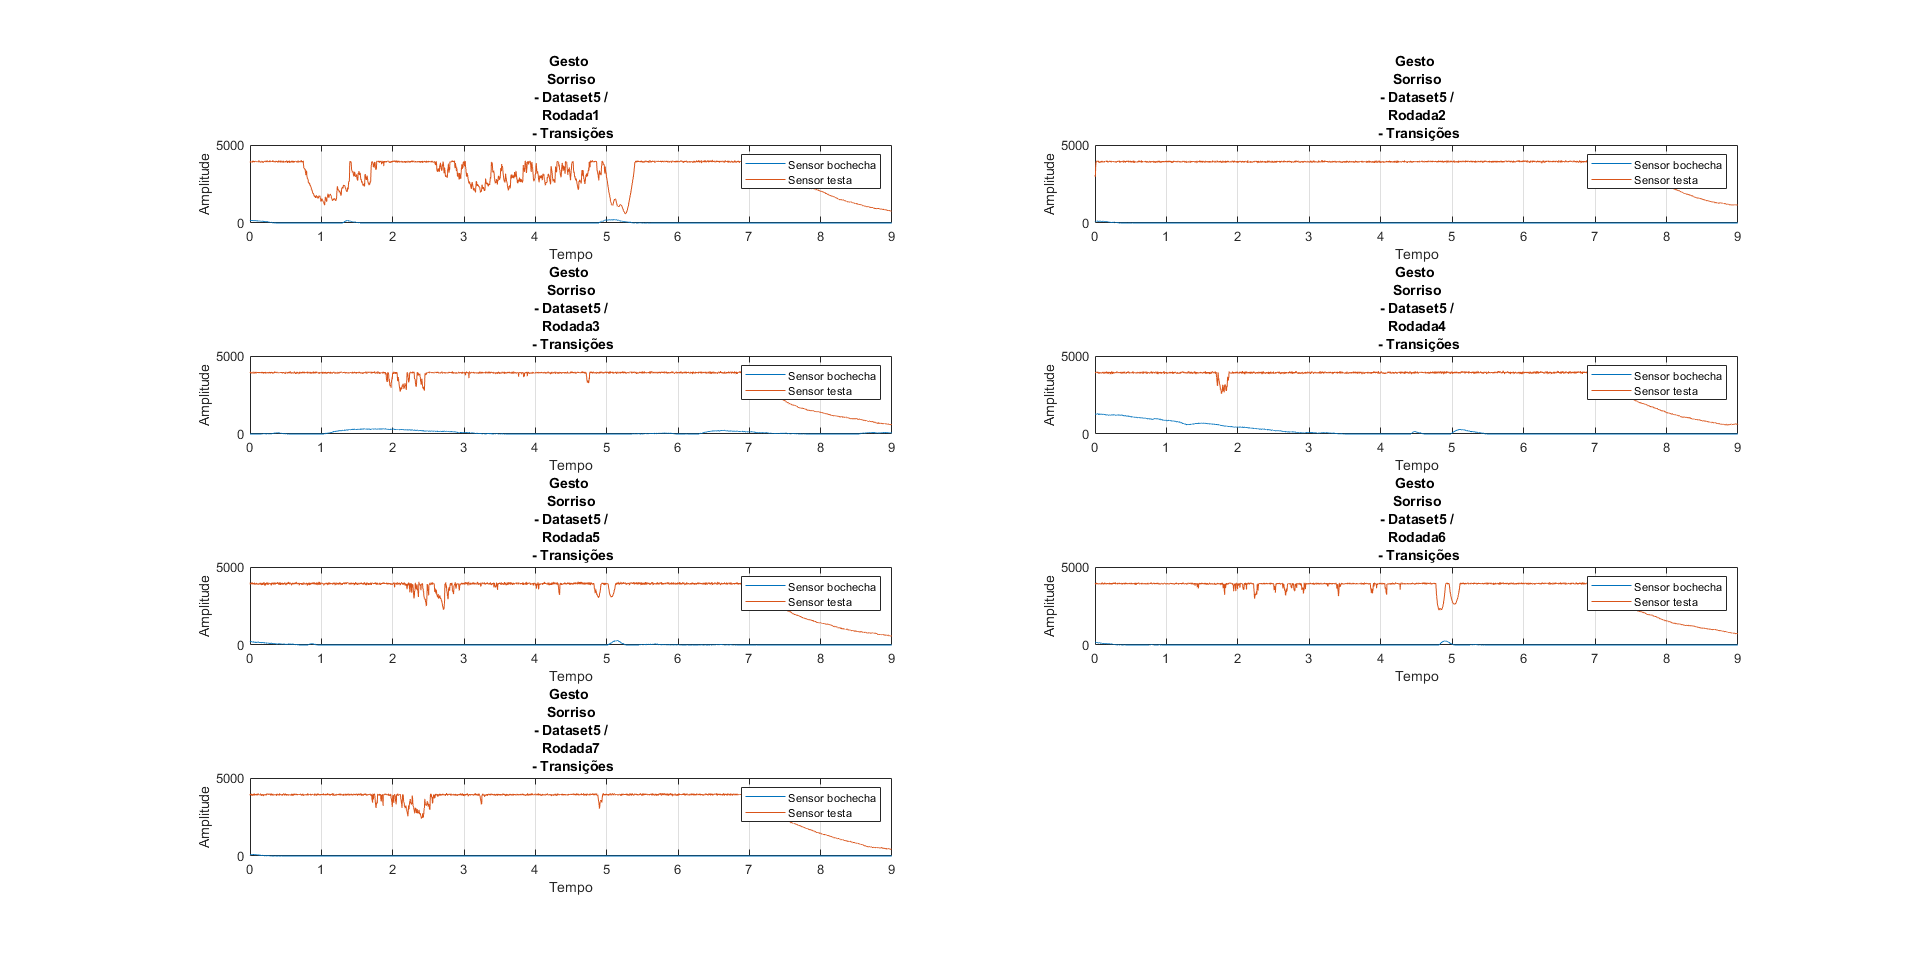 Gesto
Sorriso
- Dataset5 /
Rodada1
- Transições
5000
0
Amplitude
Sensor bochecha
Sensor testa
0 1 2 3 4 5 6 7 8 9
Tempo
Gesto
Sorriso
- Dataset5 /
Rodada2
- Transições
5000
0
Amplitude
Sensor bochecha
Sensor testa
0 1 2 3 4 5 6 7 8 9
Tempo
Gesto
Sorriso
- Dataset5 /
Rodada3
- Transições
5000
0
Amplitude
Sensor bochecha
Sensor testa
0 1 2 3 4 5 6 7 8 9
Tempo
Gesto
Sorriso
- Dataset5 /
Rodada4
- Transições
5000
0
Amplitude
Sensor bochecha
Sensor testa
0 1 2 3 4 5 6 7 8 9
Tempo
Gesto
Sorriso
- Dataset5 /
Rodada5
- Transições
5000
0
Amplitude
Sensor bochecha
Sensor testa
0 1 2 3 4 5 6 7 8 9
Tempo
Gesto
Sorriso
- Dataset5 /
Rodada6
- Transições
5000
0
Amplitude
Sensor bochecha
Sensor testa
0 1 2 3 4 5 6 7 8 9
Tempo
Gesto
Sorriso
- Dataset5 /
Rodada7
- Transições
5000
0
Amplitude
Sensor bochecha
Sensor testa
0 1 2 3 4 5 6 7 8 9
Tempo